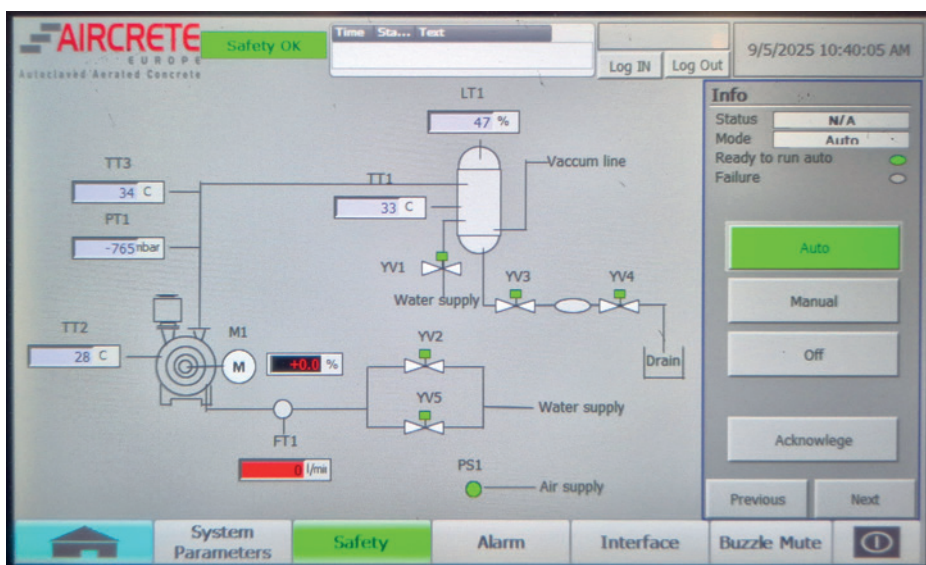 AIRCRETE
EUROPE
Autoclaved Aerated Concrete
Safety OK
Time Sta... Text
Log IN Log Out
9/5/2025 10:40:05 AM
LT1
47 %
Vaccum line
TT3
34 C
TT1
33 C
PT1
-765 mbar
YV1
Water supply
YV3
YV4
TT2
28 C
M1
M
+0.0 %
YV2
Drain
YV5
Water supply
FT1
0 l/min
PS1
Air supply
Info
Status N/A
Mode Auto
Ready to run auto
Failure
Auto
Manual
Off
Acknowlege
Previous Next
System Parameters
Safety
Alarm
Interface
Buzzle Mute